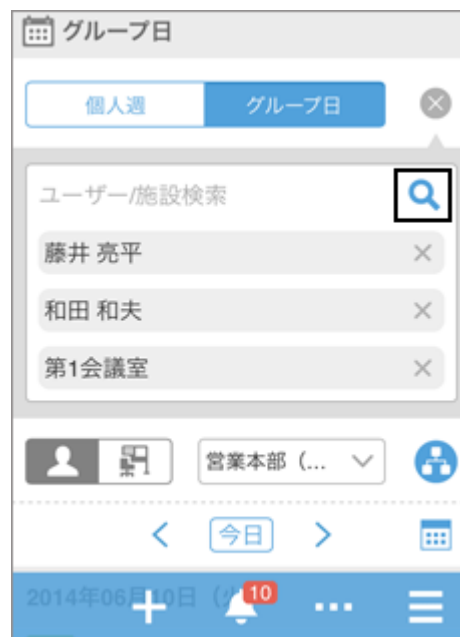 グループ日
個人週 グループ日
ユーザー/施設検索
藤井 亮平
和田 和夫
第1会議室
営業本部（...
今日
2014年06月10日（火
10